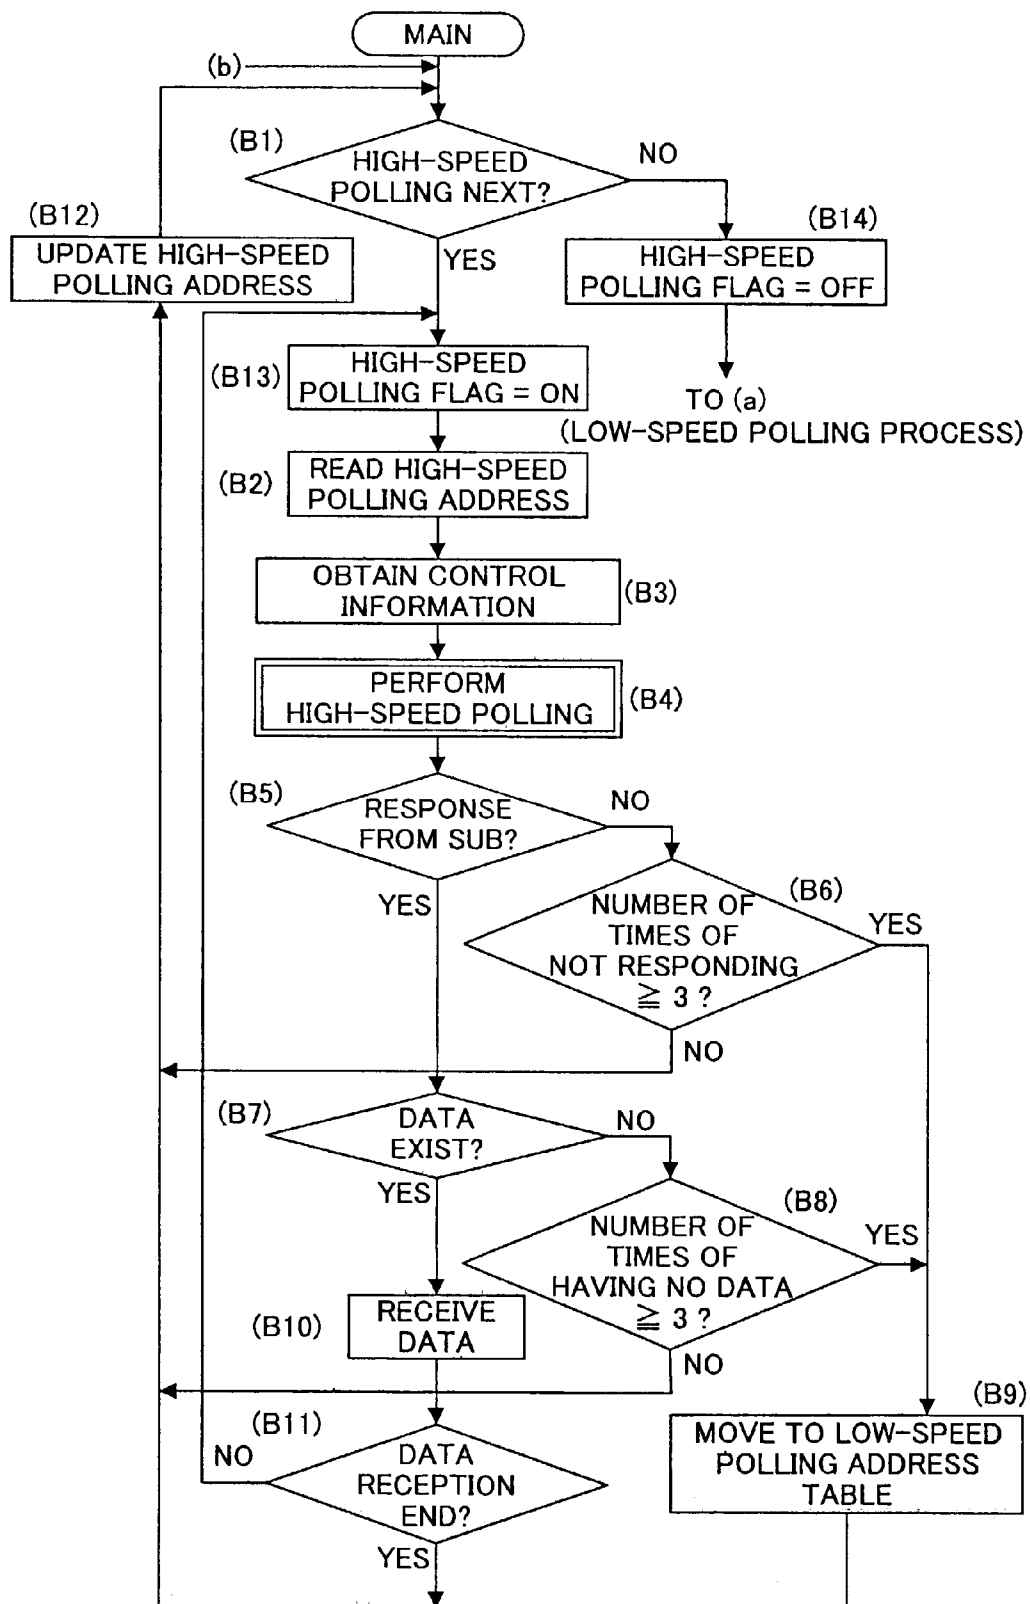 MAIN
(b)
(B1)
HIGH-SPEED
POLLING NEXT?
NO
YES
(B12)
UPDATE HIGH-SPEED
POLLING ADDRESS
(B14)
HIGH-SPEED
POLLING FLAG = OFF
TO (a)
(LOW-SPEED POLLING PROCESS)
(B13)
HIGH-SPEED
POLLING FLAG = ON
(B2)
READ HIGH-SPEED
POLLING ADDRESS
OBTAIN CONTROL
INFORMATION
(B3)
PERFORM
HIGH-SPEED POLLING
(B4)
(B5)
RESPONSE
FROM SUB?
NO
YES
(B6)
NUMBER OF
TIMES OF
NOT RESPONDING
≧ 3 ?
YES
NO
(B7)
DATA
EXIST?
NO
YES
(B8)
NUMBER OF
TIMES OF
HAVING NO DATA
≧ 3 ?
YES
NO
(B10)
RECEIVE
DATA
(B9)
MOVE TO LOW-SPEED
POLLING ADDRESS
TABLE
(B11)
NO
DATA
RECEPTION
END?
YES